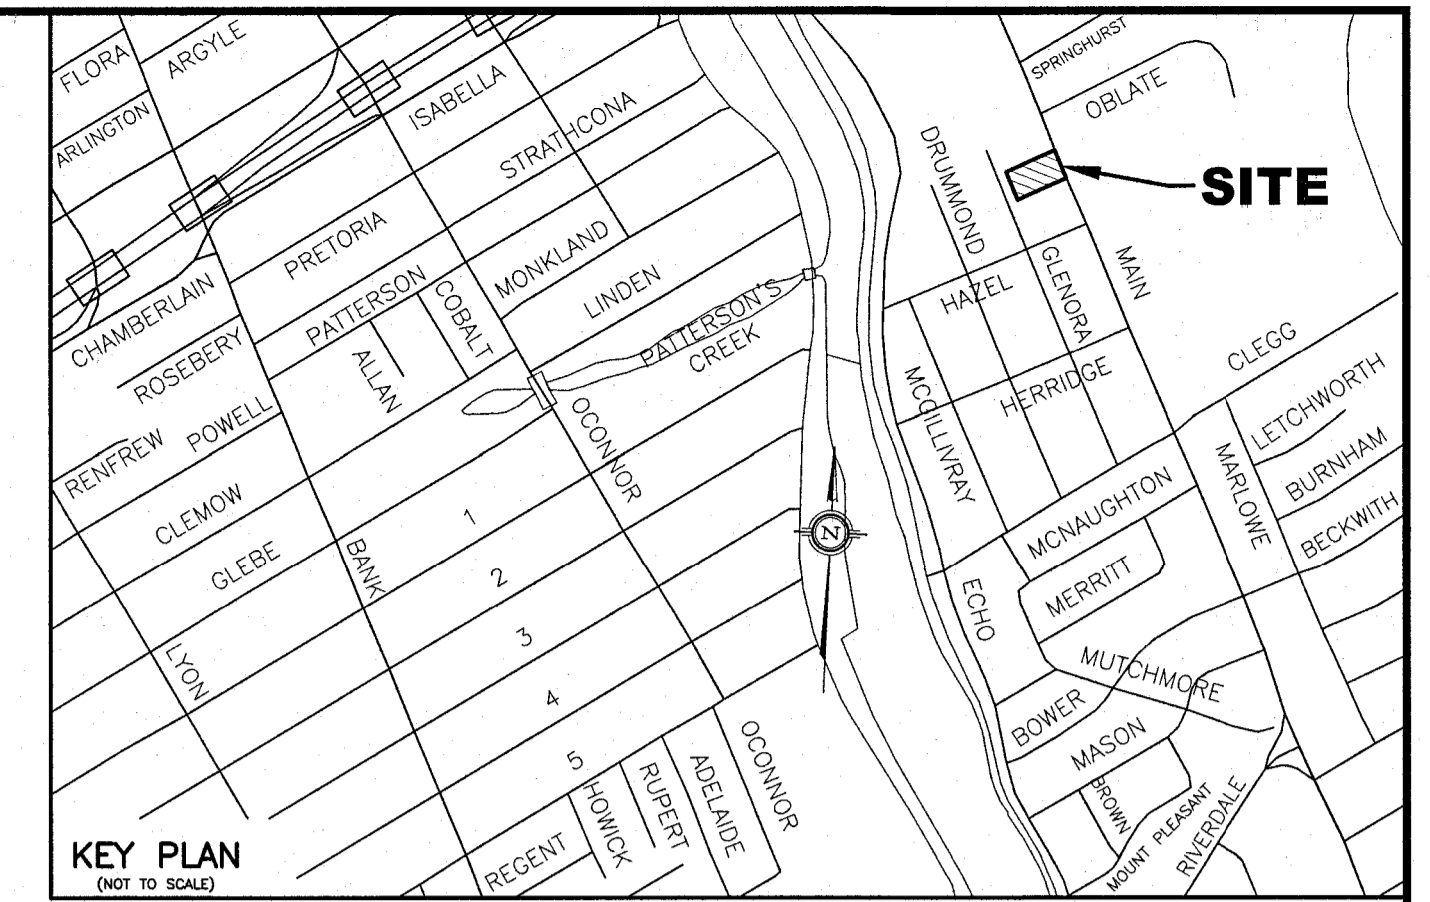 FLORA
ARGYLE
ARLINGTON
ISABELLA
STRATHCONA
SPRINGHURST
OBLATE
DRUMMOND
SITE
PRETORIA
CHAMBERLAIN
PATTERSON
COBALT
MONKLAND
LINDEN
PATTERSON'S
CREEK
HAZEL
GLENORA
MAIN
ROSEBERY
ALLAN
OCONNOR
MCGILLIVRAY
HERRIDGE
CLEGG
LETCHWORTH
RENFREW
POWELL
CLEMOW
GLEBE
BANK
1
2
3
4
5
N
MCNAUGHTON
MARLOWE
BURNHAM
BECKWITH
MERRITT
ECHO
LYON
MUTCHMORE
BOWER
MASON
BROWN
MOUNT PLEASANT
RIVERDALE
OCONNOR
ADELAIDE
RUPERT
HOWICK
REGENT
KEY PLAN
(NOT TO SCALE)